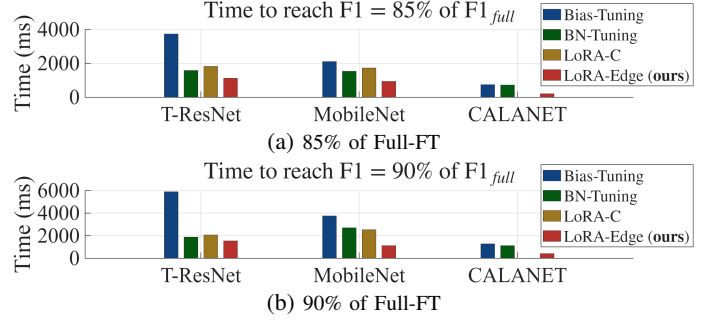 Time to reach F1 = 85% of F1full
Time (ms)
4000
2000
0
T-ResNet MobileNet CALANET
Bias-Tuning
BN-Tuning
LoRA-C
LoRA-Edge (ours)
(a) 85% of Full-FT
Time to reach F1 = 90% of F1full
Time (ms)
6000
4000
2000
0
T-ResNet MobileNet CALANET
Bias-Tuning
BN-Tuning
LoRA-C
LoRA-Edge (ours)
(b) 90% of Full-FT